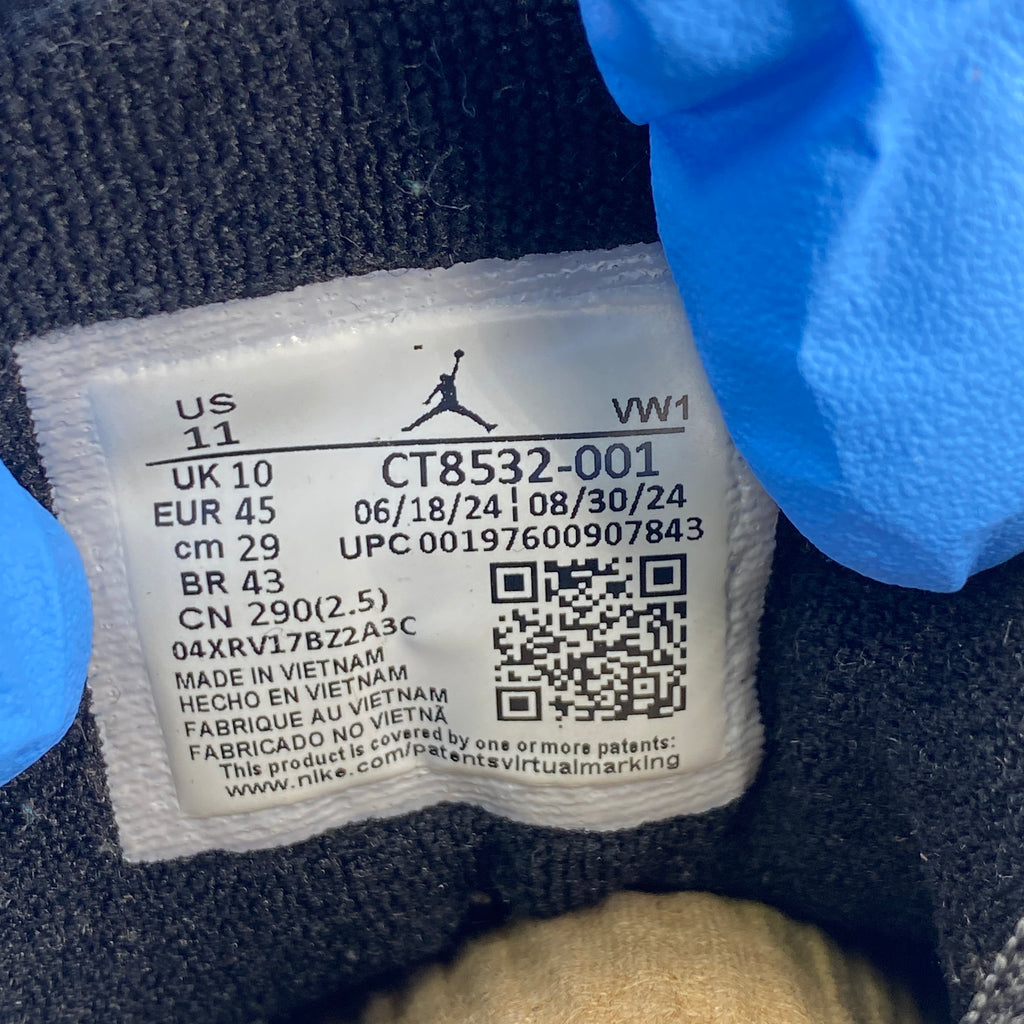 US
11
VW1
UK 10
CT8532-001
EUR 45
06/18/24 ¦ 08/30/24
cm 29
UPC 00197600907843
BR 43
CN 290(2.5)
04XRV17BZ2A3C
MADE IN VIETNAM
HECHO EN VIETNAM
FABRIQUE AU VIETNAM
FABRICADO NO VIETNÃ
This product is covered by one or more patents:
www.nike.com/patentsvirtualmarking